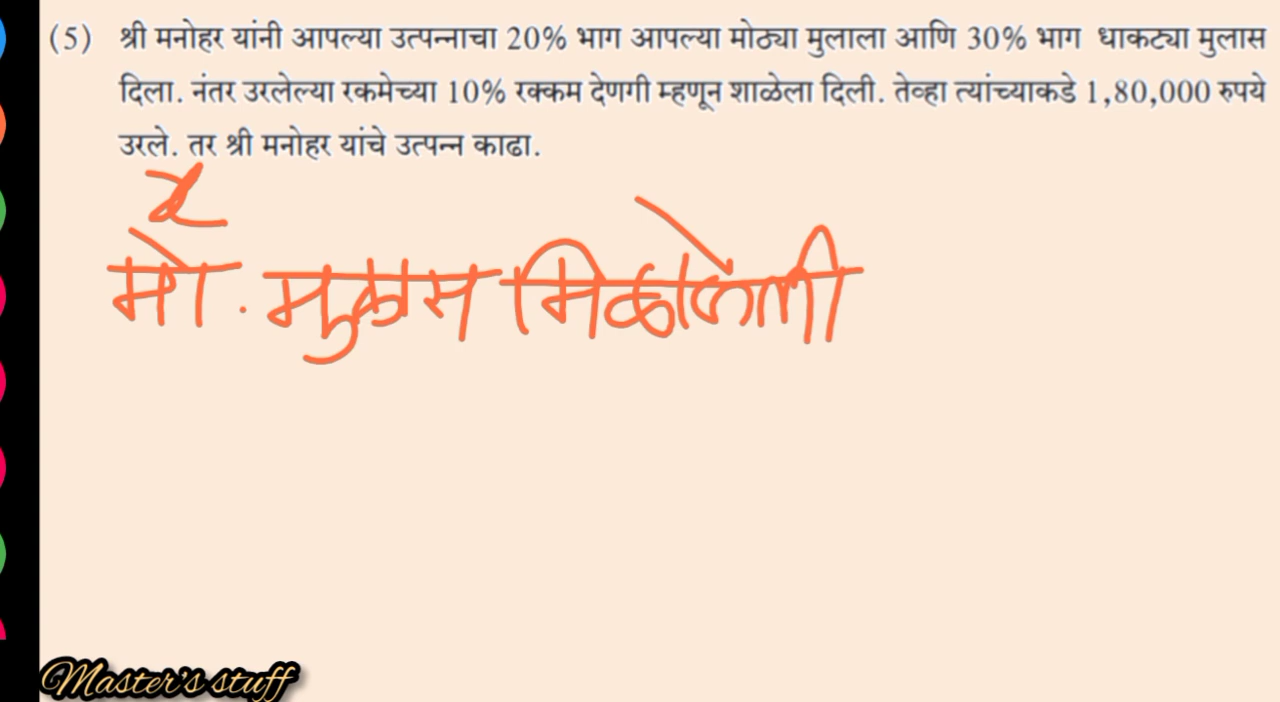 (5) श्री मनोहर यांनी आपल्या उत्पन्नाचा 20% भाग आपल्या मोठ्या मुलाला आणि 30% भाग धाकट्या मुलास
दिला. नंतर उरलेल्या रकमेच्या 10% रक्कम देणगी म्हणून शाळेला दिली. तेव्हा त्यांच्याकडे 1,80,000 रुपये
उरले. तर श्री मनोहर यांचे उत्पन्न काढा.
x
मो. मुलास मिळालेली
Master's stuff